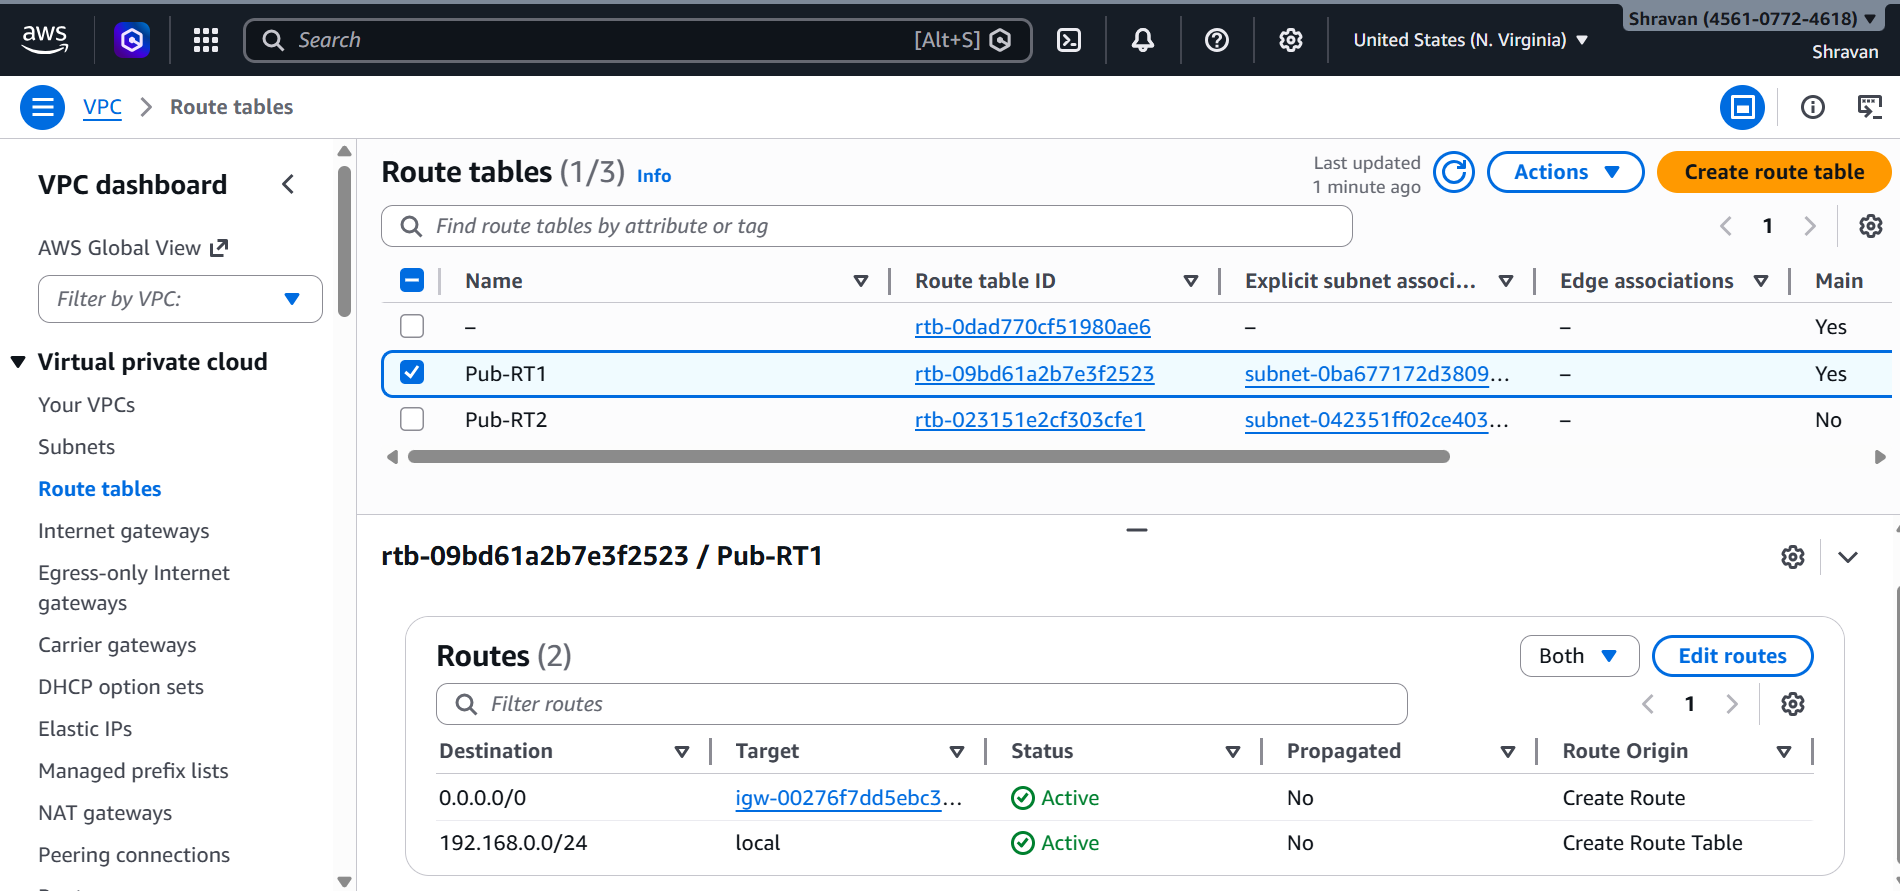 aws
Search
[Alt+S]
United States (N. Virginia)
Shravan (4561-0772-4618)
Shravan
VPC
Route tables
VPC dashboard
AWS Global View
Filter by VPC:
Virtual private cloud
Your VPCs
Subnets
Route tables
Internet gateways
Egress-only Internet
gateways
Carrier gateways
DHCP option sets
Elastic IPs
Managed prefix lists
NAT gateways
Peering connections
Route tables (1/3) Info
Last updated
1 minute ago
Actions
Create route table
Find route tables by attribute or tag
1
Name Route table ID Explicit subnet associ... Edge associations Main
– rtb-0dad770cf51980ae6 – – Yes
Pub-RT1 rtb-09bd61a2b7e3f2523 subnet-0ba677172d3809... – Yes
Pub-RT2 rtb-023151e2cf303cfe1 subnet-042351ff02ce403... – No
rtb-09bd61a2b7e3f2523 / Pub-RT1
Routes (2)
Both
Edit routes
Filter routes
1
Destination Target Status Propagated Route Origin
0.0.0.0/0 igw-00276f7dd5ebc3... Active No Create Route
192.168.0.0/24 local Active No Create Route Table